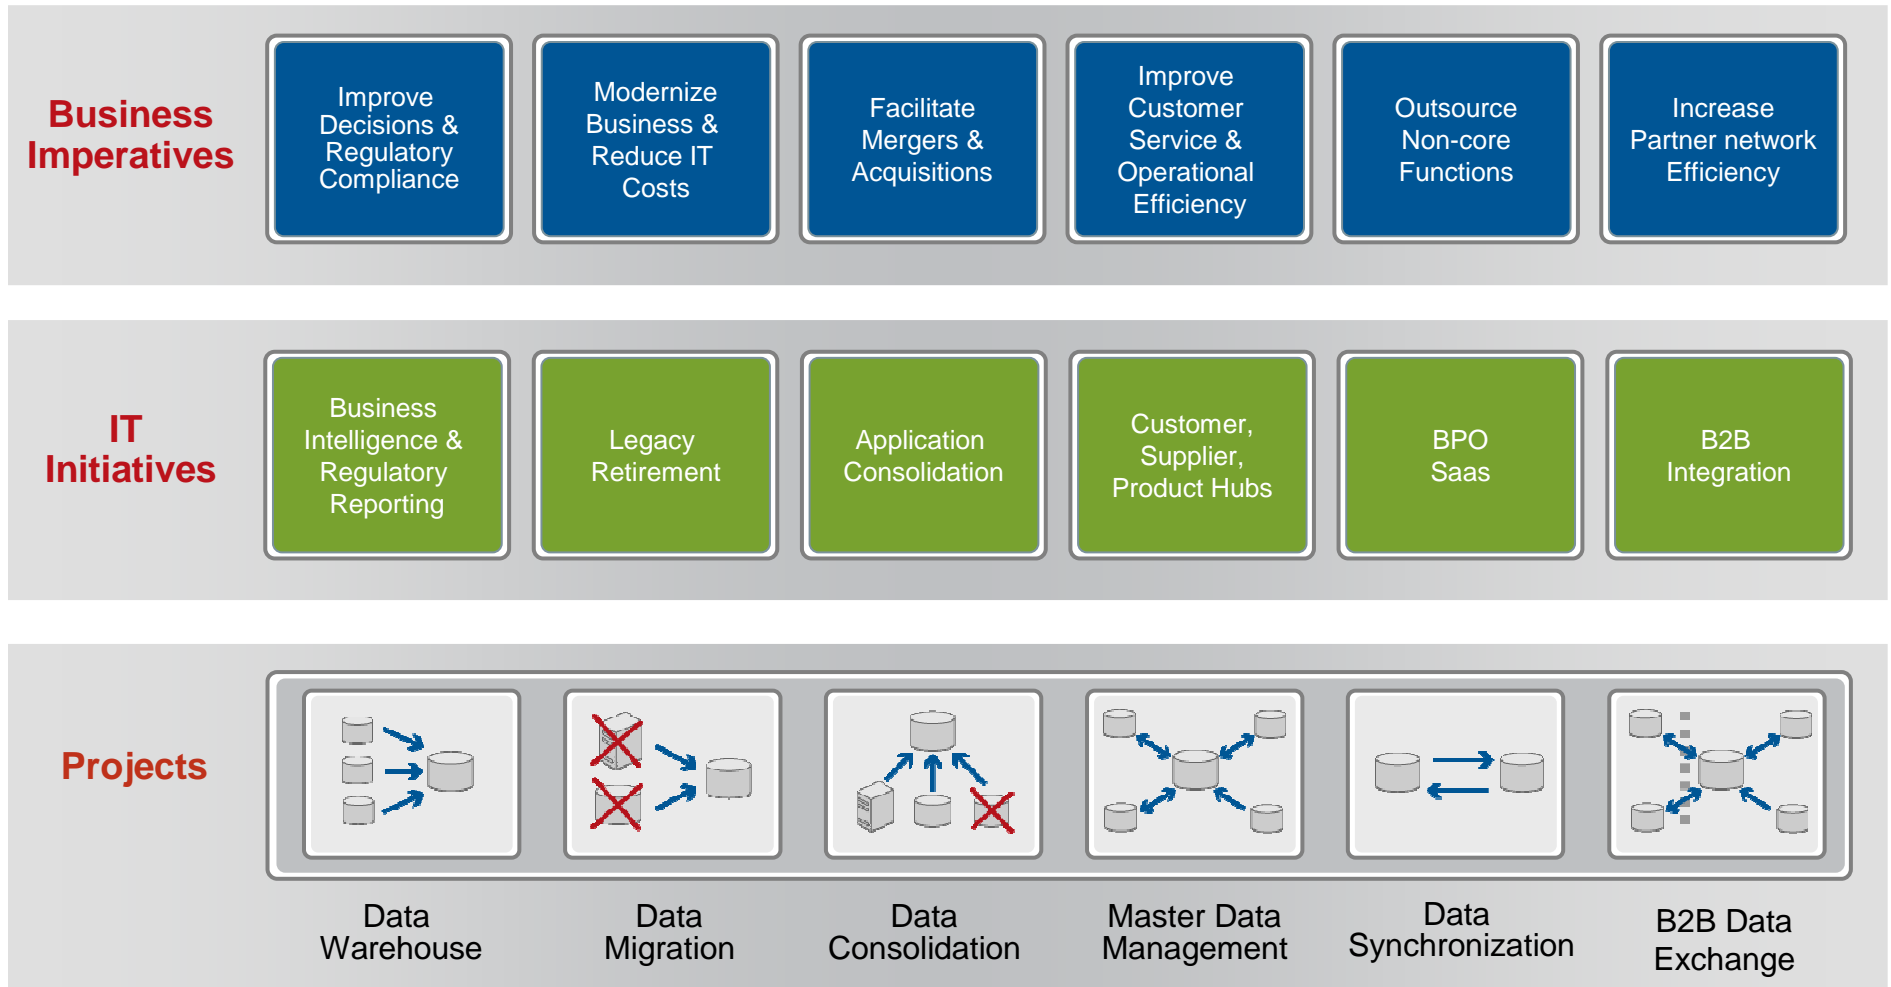 Business
Imperatives
Improve
Decisions &
Regulatory
Compliance
Modernize
Business &
Reduce IT
Costs
Facilitate
Mergers &
Acquisitions
Improve
Customer
Service &
Operational
Efficiency
Outsource
Non-core
Functions
Increase
Partner network
Efficiency
IT
Initiatives
Business
Intelligence &
Regulatory
Reporting
Legacy
Retirement
Application
Consolidation
Customer,
Supplier,
Product Hubs
BPO
Saas
B2B
Integration
Projects
Data
Warehouse
Data
Migration
Data
Consolidation
Master Data
Management
Data
Synchronization
B2B Data
Exchange